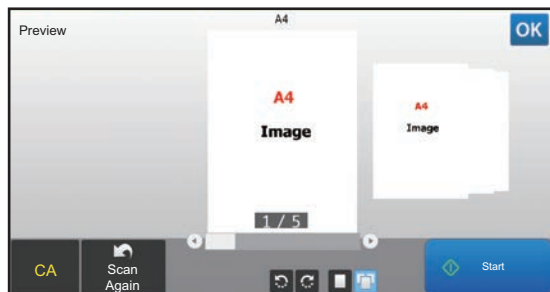 A4
Preview
OK
A4
Image
A4
Image
1 / 5
CA
Scan
Again
Start